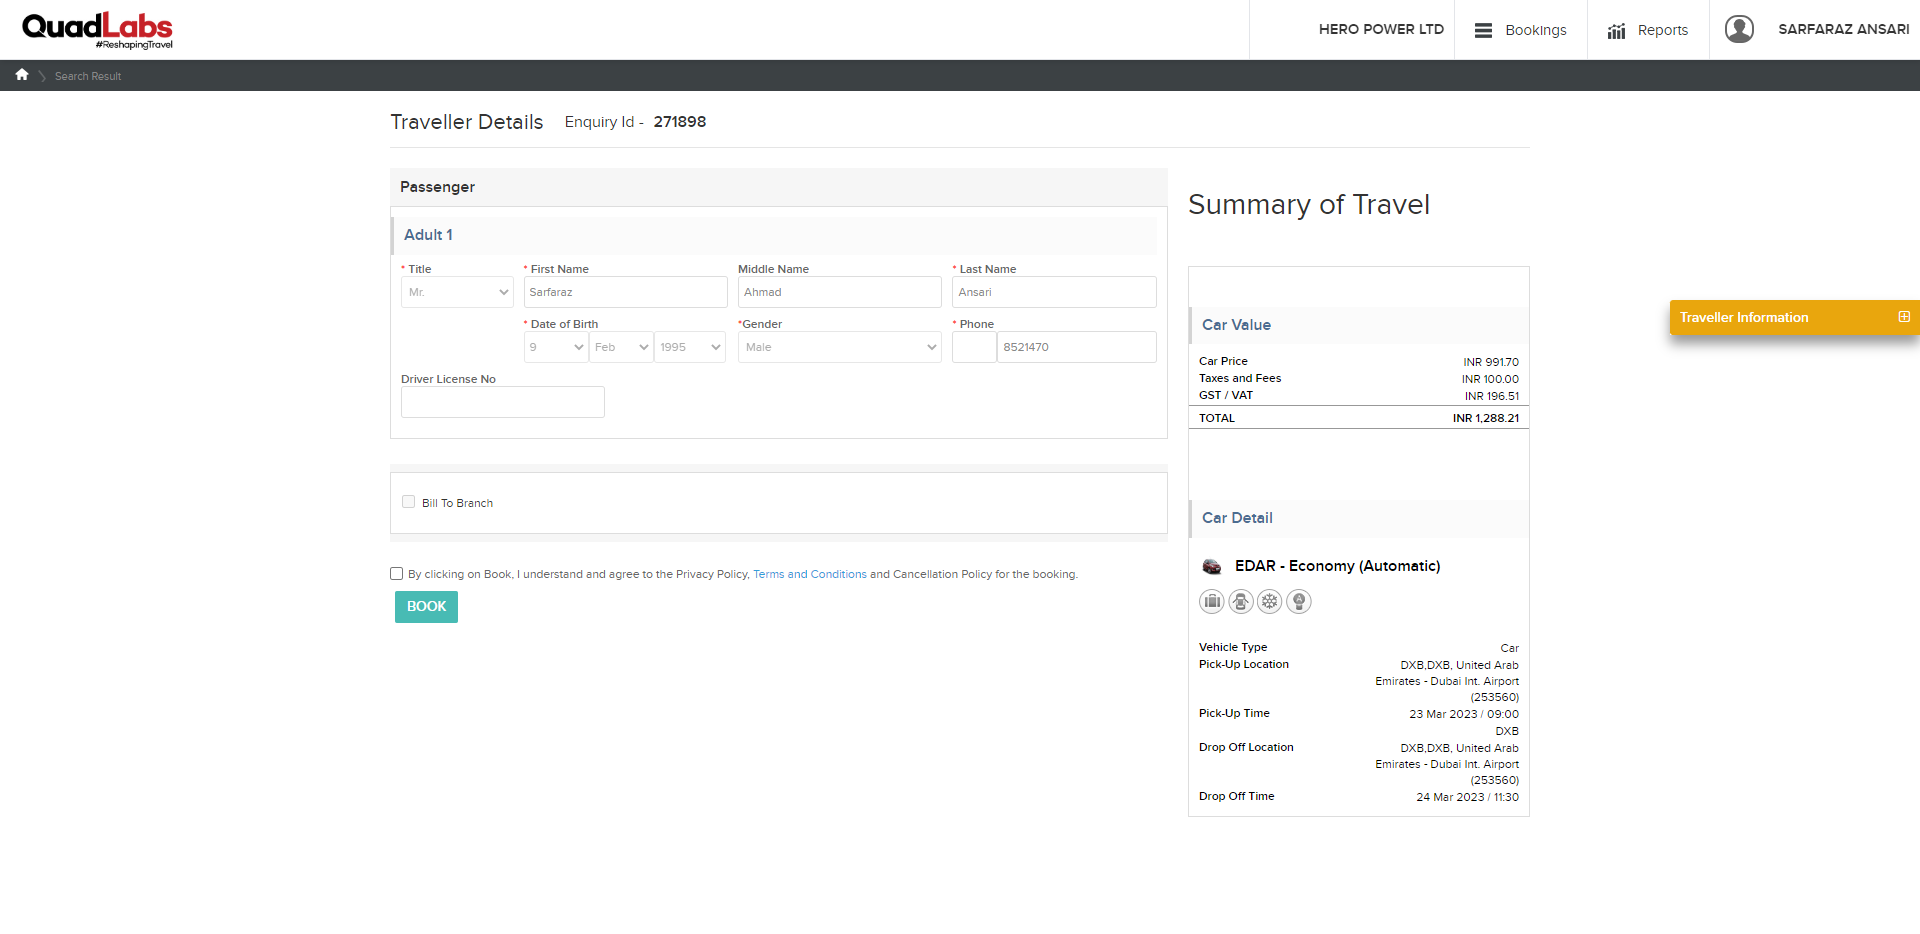 QuadLabs
#ReshapingTravel
HERO POWER LTD
Bookings
Reports
SARFARAZ ANSARI
Search Result
Traveller Details
Enquiry Id - 271898
Passenger
Adult 1
* Title
* First Name
Middle Name
* Last Name
Mr.
Sarfaraz
Ahmad
Ansari
* Date of Birth
*Gender
* Phone
9
Feb
1995
Male
8521470
Driver License No
Bill To Branch
By clicking on Book, I understand and agree to the Privacy Policy, Terms and Conditions and Cancellation Policy for the booking.
BOOK
Summary of Travel
Car Value
Car Price INR 991.70
Taxes and Fees INR 100.00
GST / VAT INR 196.51
TOTAL INR 1,288.21
Car Detail
EDAR - Economy (Automatic)
Vehicle Type Car
Pick-Up Location DXB,DXB, United Arab
Emirates - Dubai Int. Airport
(253560)
Pick-Up Time 23 Mar 2023 / 09:00
DXB
Drop Off Location DXB,DXB, United Arab
Emirates - Dubai Int. Airport
(253560)
Drop Off Time 24 Mar 2023 / 11:30
Traveller Information